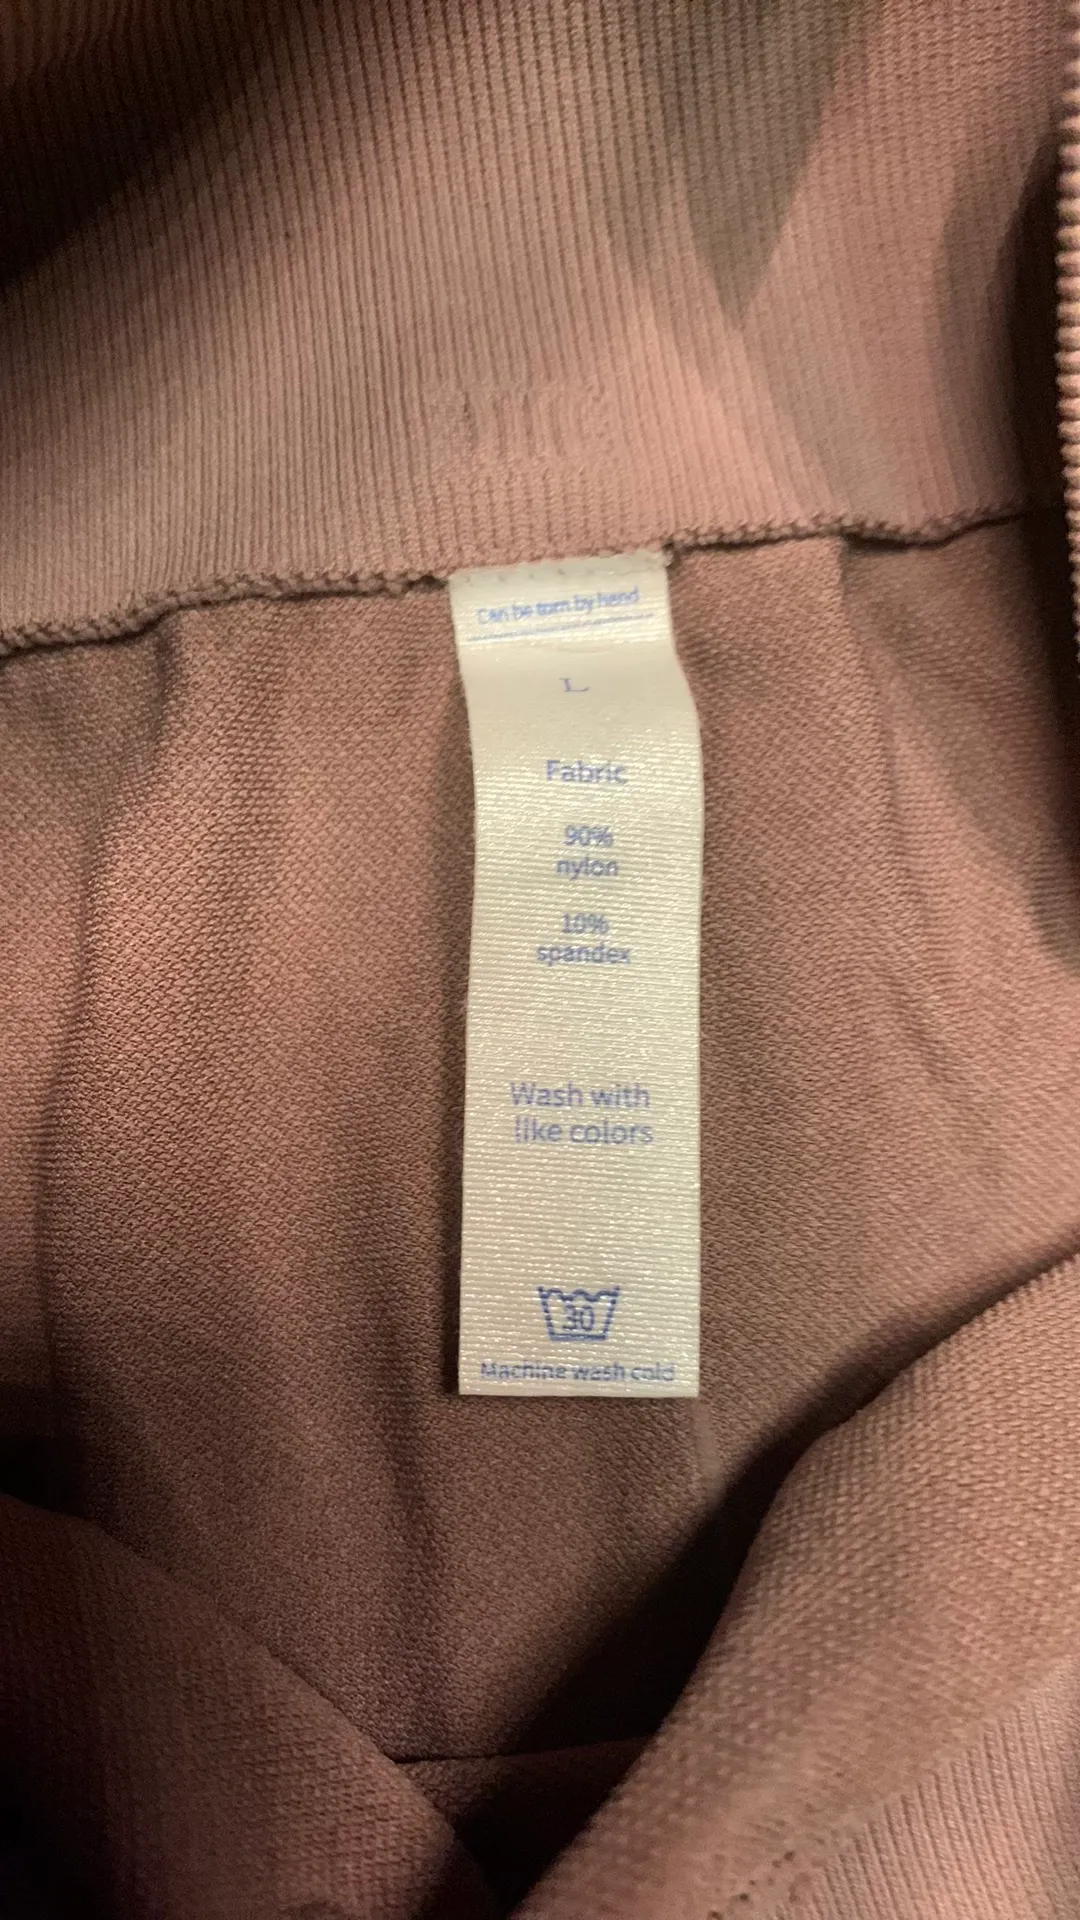 Can be torn by hand
L
Fabric
90%
nylon
10%
spandex
Wash with
like colors
30
Machine wash cold